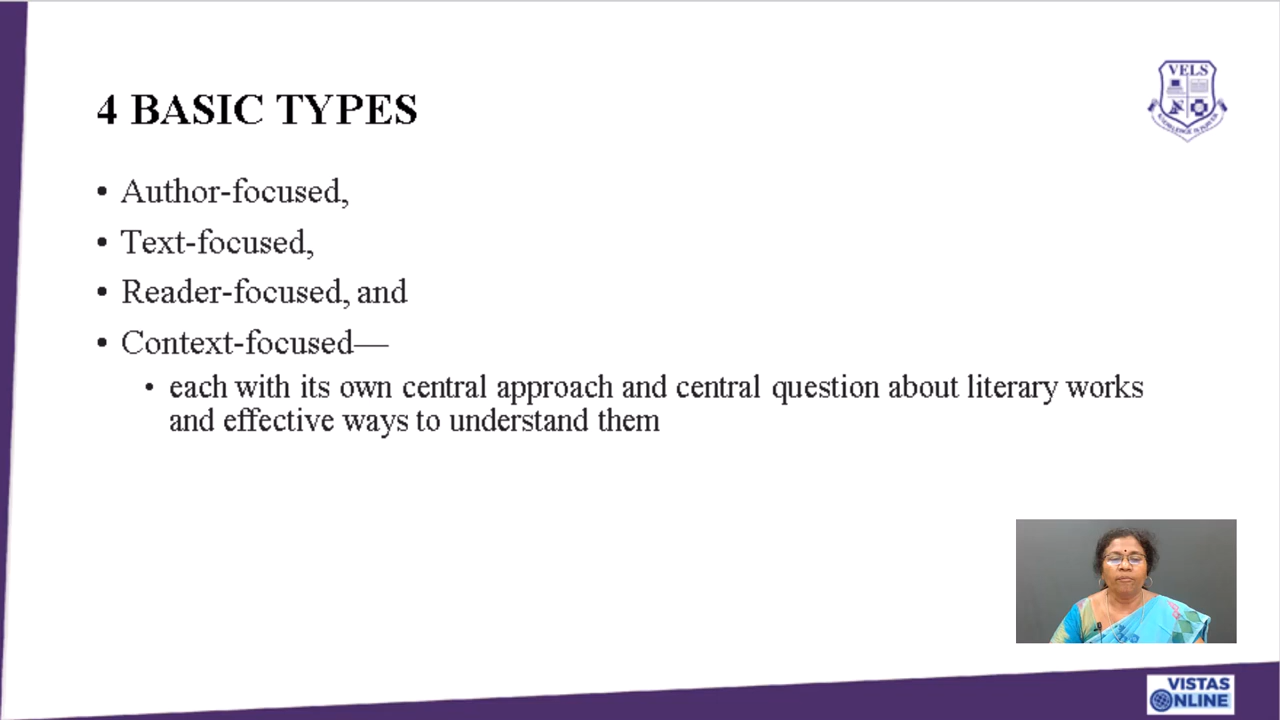 VELS
4 BASIC TYPES
• Author-focused,
• Text-focused,
• Reader-focused, and
• Context-focused—
• each with its own central approach and central question about literary works
and effective ways to understand them
VISTAS
ONLINE